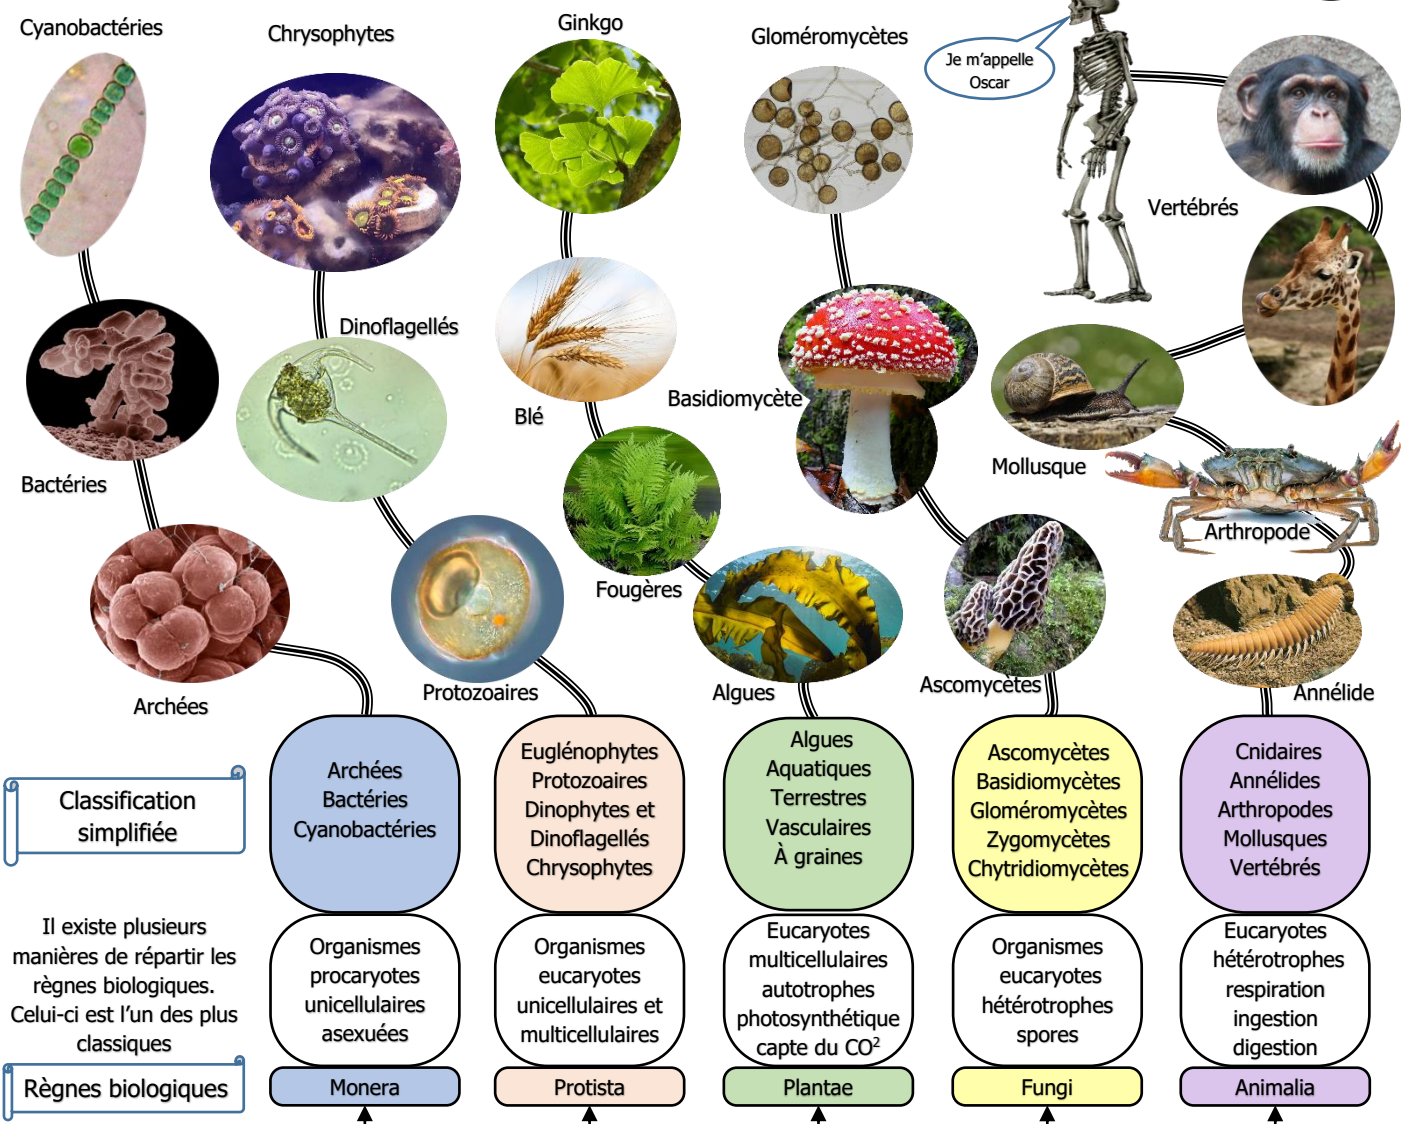 Cyanobactéries
Chrysophytes
Ginkgo
Gloméromycètes
Je m'appelle
Oscar
Vertébrés
Dinoflagellés
Blé
Basidiomycète
Bactéries
Mollusque
Arthropode
Fougères
Archées
Protozoaires
Algues
Ascomycètes
Annélide
Classification
simplifiée
Archées
Bactéries
Cyanobactéries
Euglénophytes
Protozoaires
Dinophytes et
Dinoflagellés
Chrysophytes
Algues
Aquatiques
Terrestres
Vasculaires
À graines
Ascomycètes
Basidiomycètes
Gloméromycètes
Zygomycètes
Chytridiomycètes
Cnidaires
Annélides
Arthropodes
Mollusques
Vertébrés
Il existe plusieurs
manières de répartir les
règnes biologiques.
Celui-ci est l'un des plus
classiques
Organismes
procaryotes
unicellulaires
asexuées
Organismes
eucaryotes
unicellulaires et
multicellulaires
Eucaryotes
multicellulaires
autotrophes
photosynthétique
capte du CO²
Organismes
eucaryotes
hétérotrophes
spores
Eucaryotes
hétérotrophes
respiration
ingestion
digestion
Règnes biologiques
Monera
Protista
Plantae
Fungi
Animalia